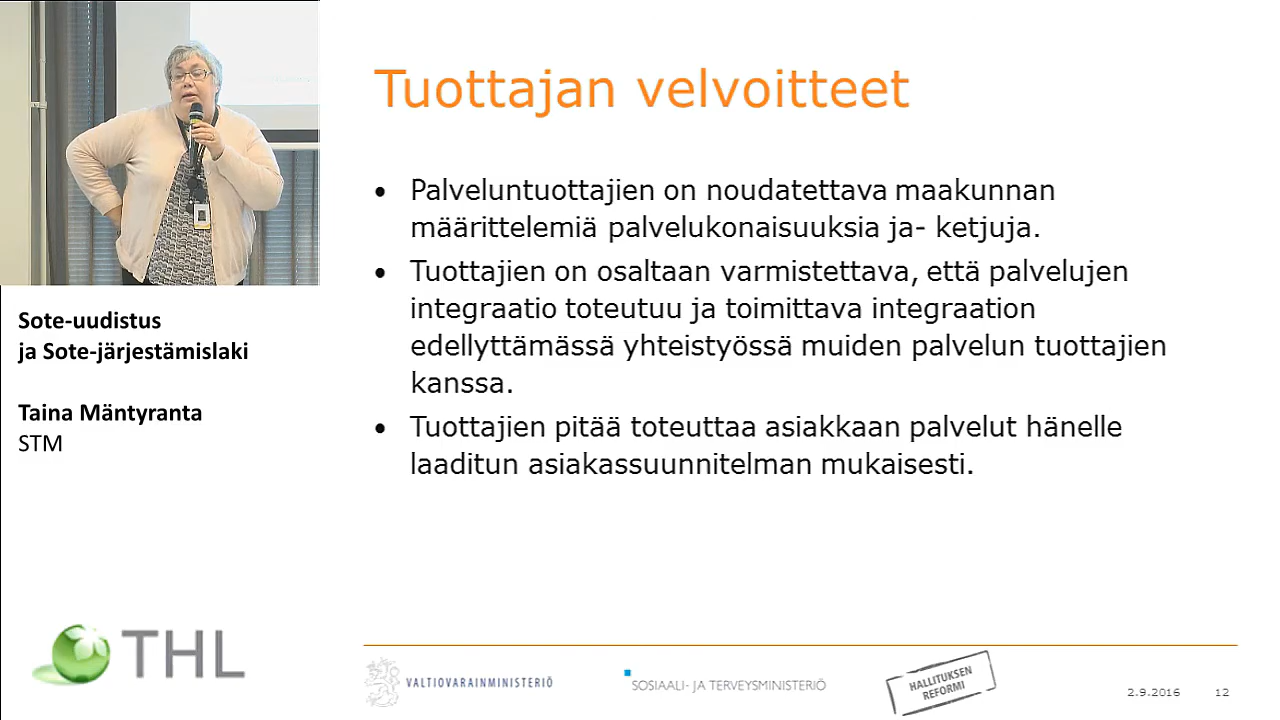 Tuottajan velvoitteet
• Palveluntuottajien on noudatettava maakunnan
määrittelemiä palvelukonaisuuksia ja- ketjuja.
• Tuottajien on osaltaan varmistettava, että palvelujen
integraatio toteutuu ja toimittava integraation
edellyttämässä yhteistyössä muiden palvelun tuottajien
kanssa.
• Tuottajien pitää toteuttaa asiakkaan palvelut hänelle
laaditun asiakassuunnitelman mukaisesti.
Sote-uudistus
ja Sote-järjestämislaki
Taina Mäntyranta
STM
THL
VALTIOVARAINMINISTERIÖ
SOSIAALI- JA TERVEYSMINISTERIÖ
HALLITUKSEN
REFORMI
2.9.2016 12